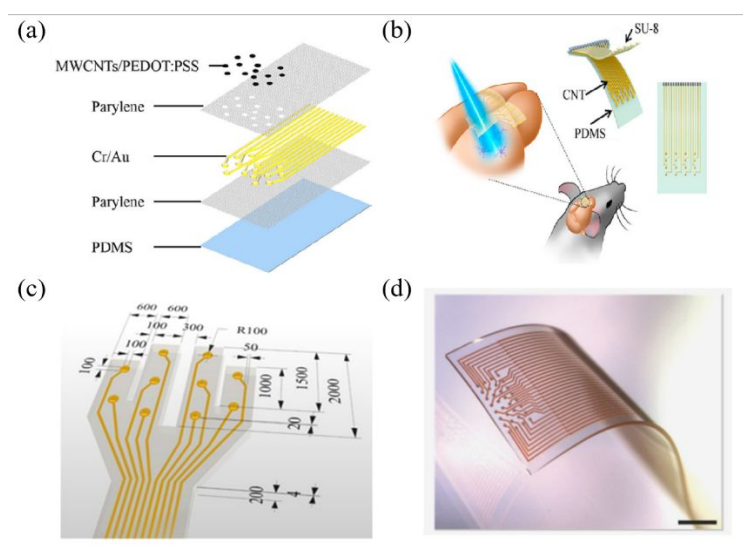 (a)
MWCNTs/PEDOT:PSS
Parylene
Cr/Au
Parylene
PDMS
(b)
SU-8
CNT
PDMS
(c)
600
600
100
300
R100
100
50
100
1000
1500
2000
20
200
4
(d)